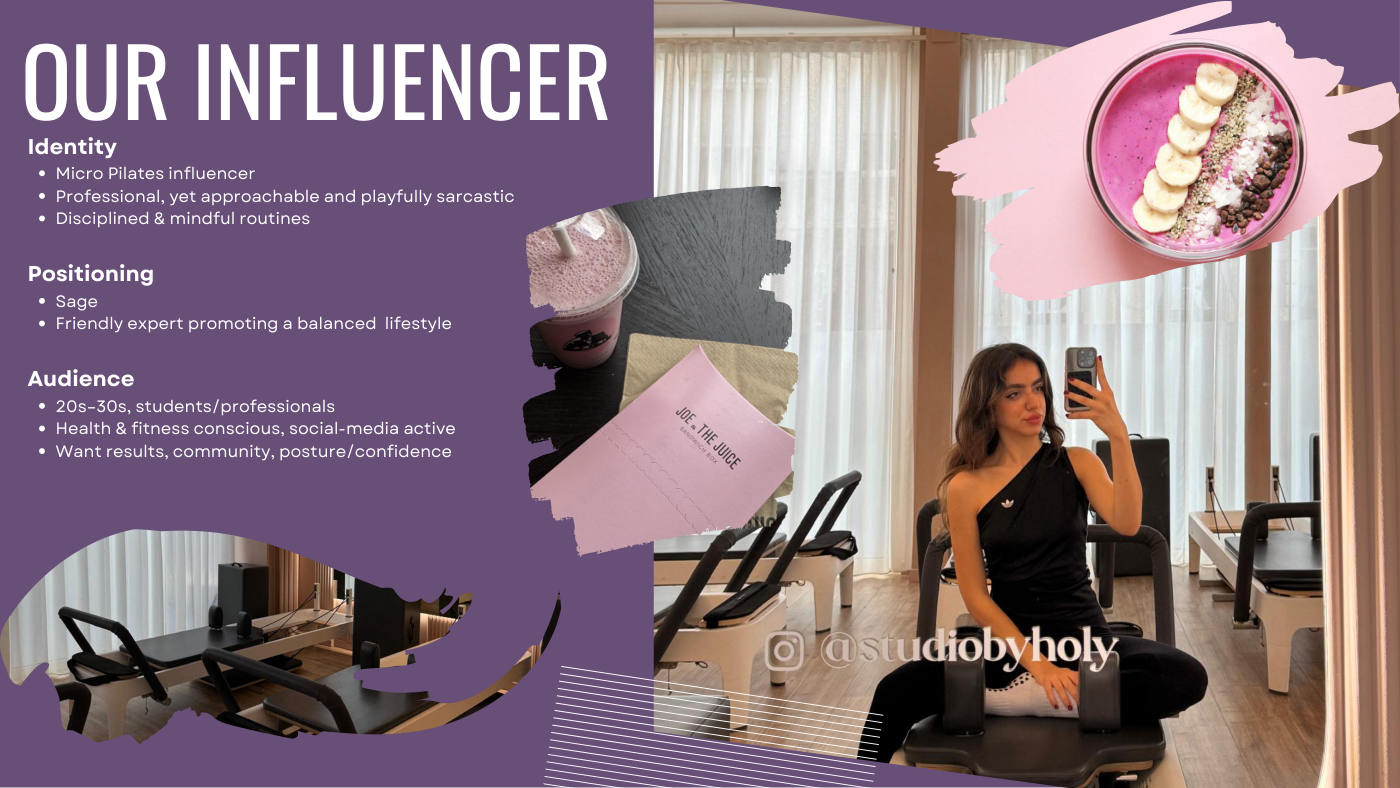 OUR INFLUENCER
Identity
• Micro Pilates influencer
• Professional, yet approachable and playfully sarcastic
• Disciplined & mindful routines
Positioning
• Sage
• Friendly expert promoting a balanced lifestyle
Audience
• 20s–30s, students/professionals
• Health & fitness conscious, social-media active
• Want results, community, posture/confidence
JOE & THE JUICE
SANDWICH BOX
@studiobyholy